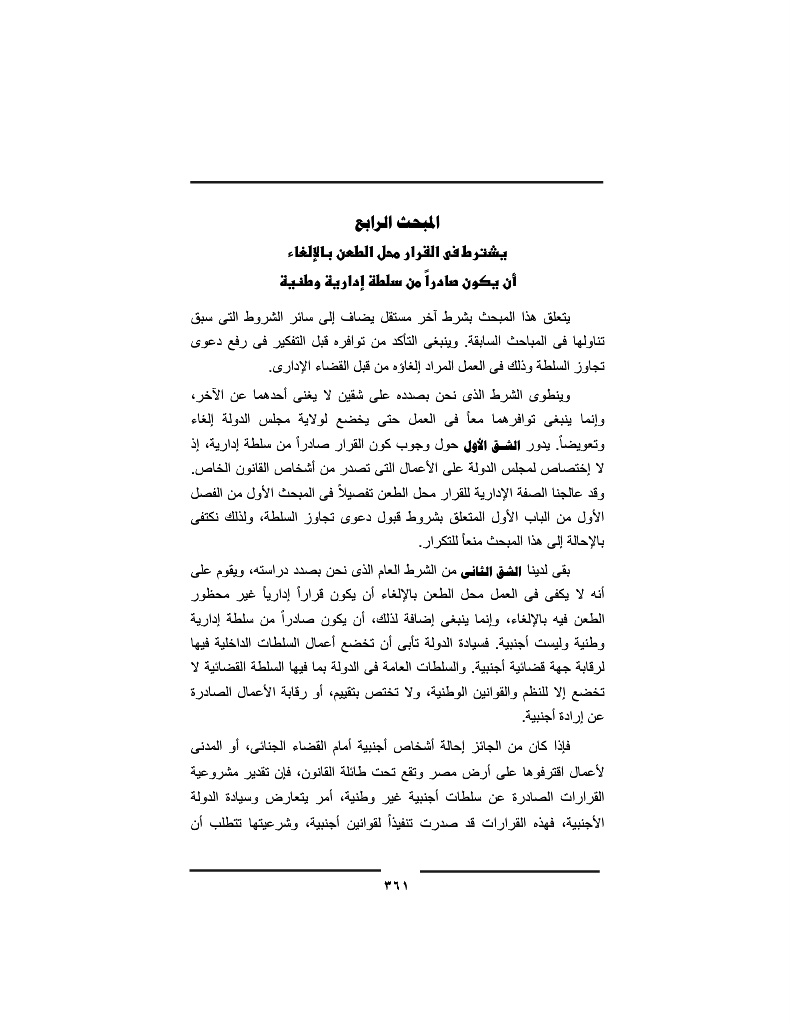 المبحث الرابع
يشترط فى القرار محل الطعن بالإلغاء
أن يكون صادراً من سلطة إدارية وطنية
يتعلق هذا المبحث بشرط آخر مستقل يضاف إلى سائر الشروط التى سبق
تناولها فى المباحث السابقة. وينبغى التأكد من توافره قبل التفكير فى رفع دعوى
تجاوز السلطة وذلك فى العمل المراد إلغاؤه من قبل القضاء الإدارى.
وينطوى الشرط الذى نحن بصدده على شقين لا يغنى أحدهما عن الآخر،
وإنما ينبغى توافرهما معاً فى العمل حتى يخضع لولاية مجلس الدولة إلغاء
وتعويضاً. يدور الشق الأول حول وجوب كون القرار صادراً من سلطة إدارية، إذ
لا إختصاص لمجلس الدولة على الأعمال التى تصدر من أشخاص القانون الخاص.
وقد عالجنا الصفة الإدارية للقرار محل الطعن تفصيلاً فى المبحث الأول من الفصل
الأول من الباب الأول المتعلق بشروط قبول دعوى تجاوز السلطة، ولذلك نكتفى
بالإحالة إلى هذا المبحث منعاً للتكرار.
بقى لدينا الشق الثانى من الشرط العام الذى نحن بصدد دراسته، ويقوم على
أنه لا يكفى فى العمل محل الطعن بالإلغاء أن يكون قراراً إدارياً غير محظور
الطعن فيه بالإلغاء، وإنما ينبغى إضافة لذلك، أن يكون صادراً من سلطة إدارية
وطنية وليست أجنبية. فسيادة الدولة تأبى أن تخضع أعمال السلطات الداخلية فيها
لرقابة جهة قضائية أجنبية. والسلطات العامة فى الدولة بما فيها السلطة القضائية لا
تخضع إلا للنظم والقوانين الوطنية، ولا تختص بتقييم، أو رقابة الأعمال الصادرة
عن إرادة أجنبية.
فإذا كان من الجائز إحالة أشخاص أجنبية أمام القضاء الجنائى، أو المدنى
لأعمال اقترفوها على أرض مصر وتقع تحت طائلة القانون، فإن تقدير مشروعية
القرارات الصادرة عن سلطات أجنبية غير وطنية، أمر يتعارض وسيادة الدولة
الأجنبية، فهذه القرارات قد صدرت تنفيذاً لقوانين أجنبية، وشرعيتها تتطلب أن
٣٦١